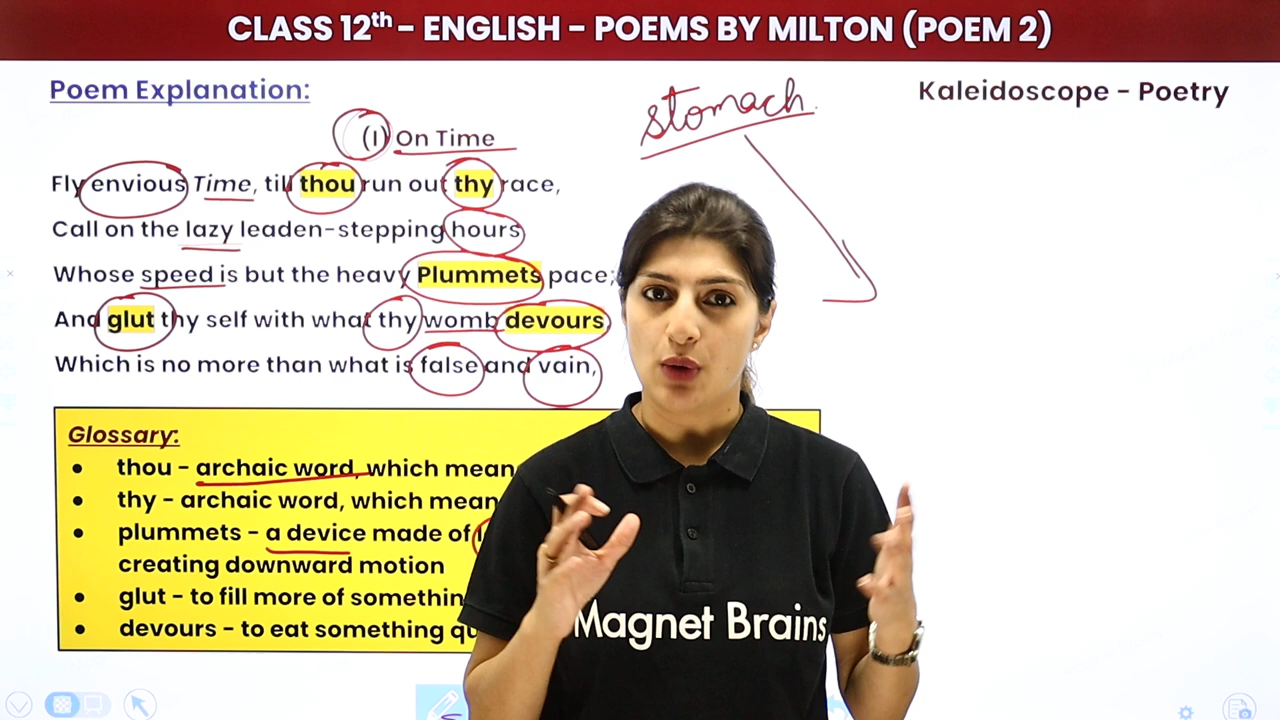 CLASS 12th - ENGLISH - POEMS BY MILTON (POEM 2)
Poem Explanation:
stomach.
Kaleidoscope - Poetry
(1) On Time
Fly envious Time, till thou run out thy race,
Call on the lazy leaden-stepping hours
Whose speed is but the heavy Plummets pace;
And glut thy self with what thy womb devours,
Which is no more than what is false and vain,
Glossary:
• thou - archaic word, which mean
• thy - archaic word, which mean
• plummets - a device made of
creating downward motion
• glut - to fill more of somethin
• devours - to eat something qu
Magnet Brains